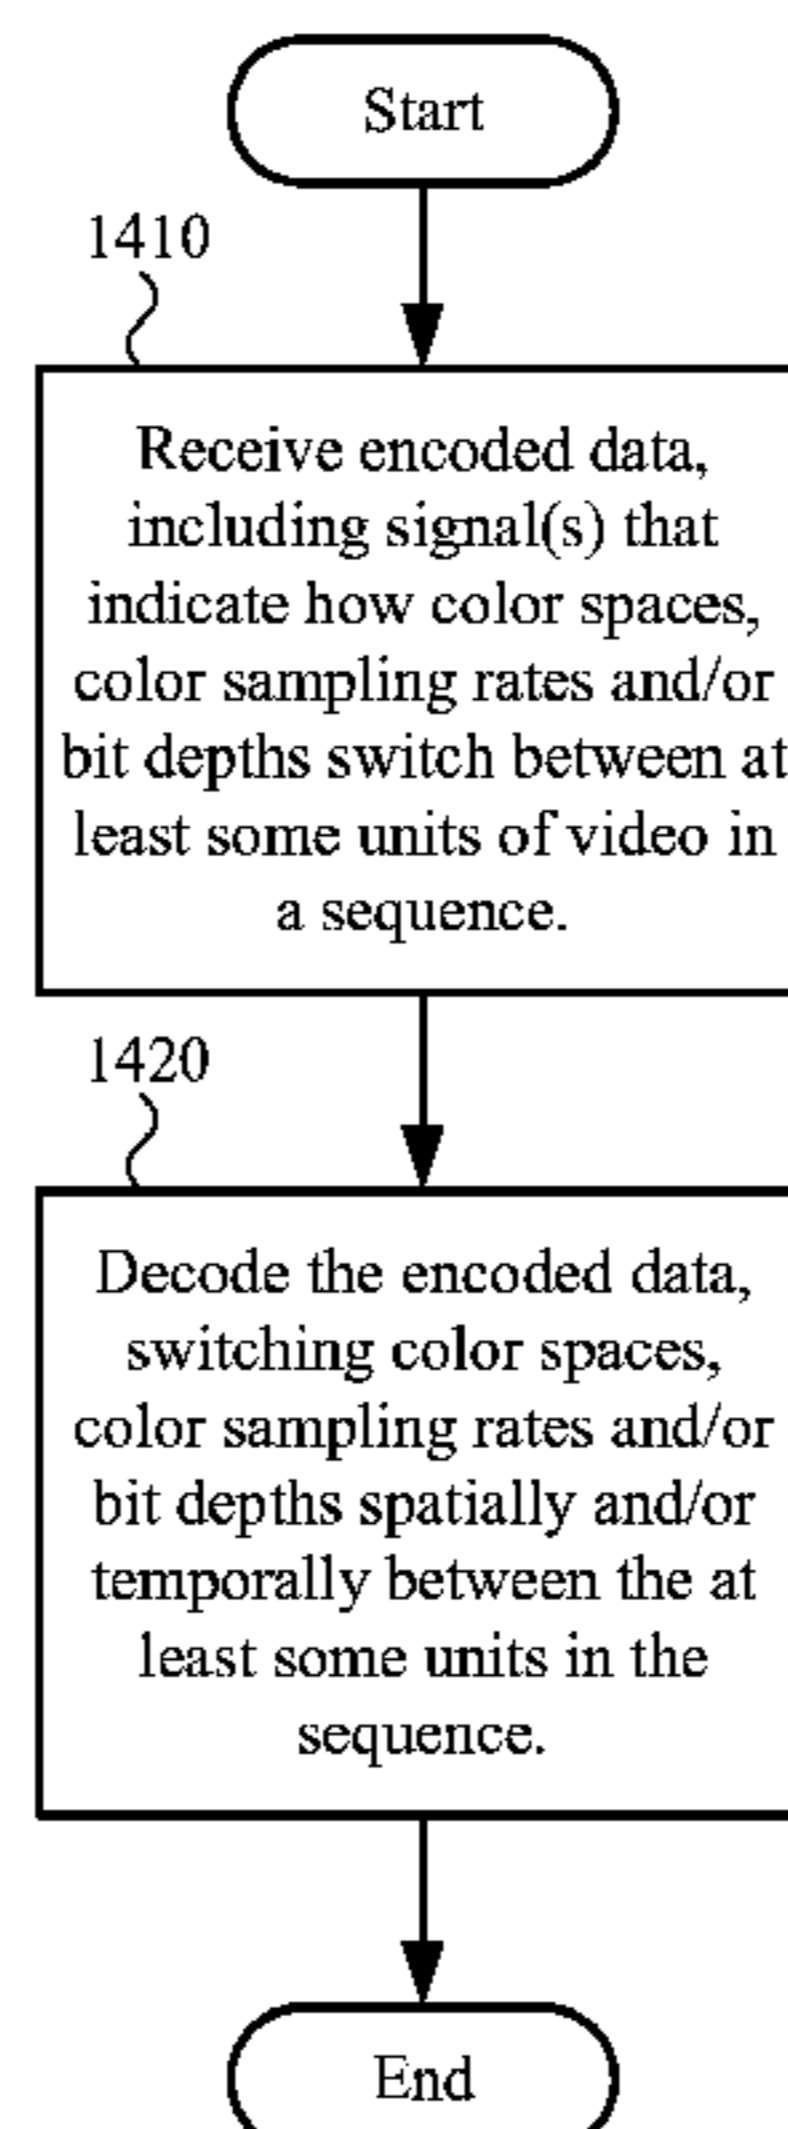 Start
1410
Receive encoded data,
including signal(s) that
indicate how color spaces,
color sampling rates and/or
bit depths switch between at
least some units of video in
a sequence.
1420
Decode the encoded data,
switching color spaces,
color sampling rates and/or
bit depths spatially and/or
temporally between the at
least some units in the
sequence.
End